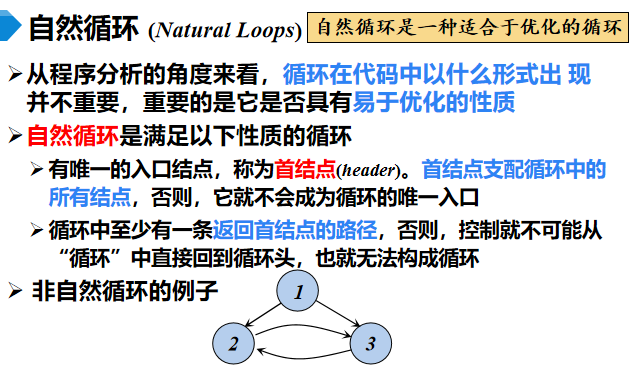 自然循环 (Natural Loops) 自然循环是一种适合于优化的循环
从程序分析的角度来看，循环在代码中以什么形式出 现
并不重要，重要的是它是否具有易于优化的性质
自然循环是满足以下性质的循环
有唯一的入口结点，称为首结点(header)。首结点支配循环中的
所有结点，否则，它就不会成为循环的唯一入口
循环中至少有一条返回首结点的路径，否则，控制就不可能从
“循环”中直接回到循环头，也就无法构成循环
非自然循环的例子
1
2 3